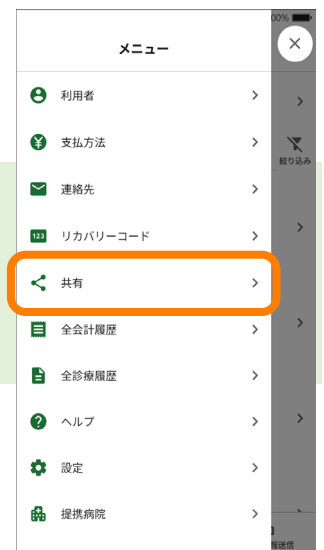 00%
メニュー
利用者
支払方法
絞り込み
連絡先
123
リカバリーコード
共有
全会計履歴
全診療履歴
ヘルプ
設定
提携病院
報送信